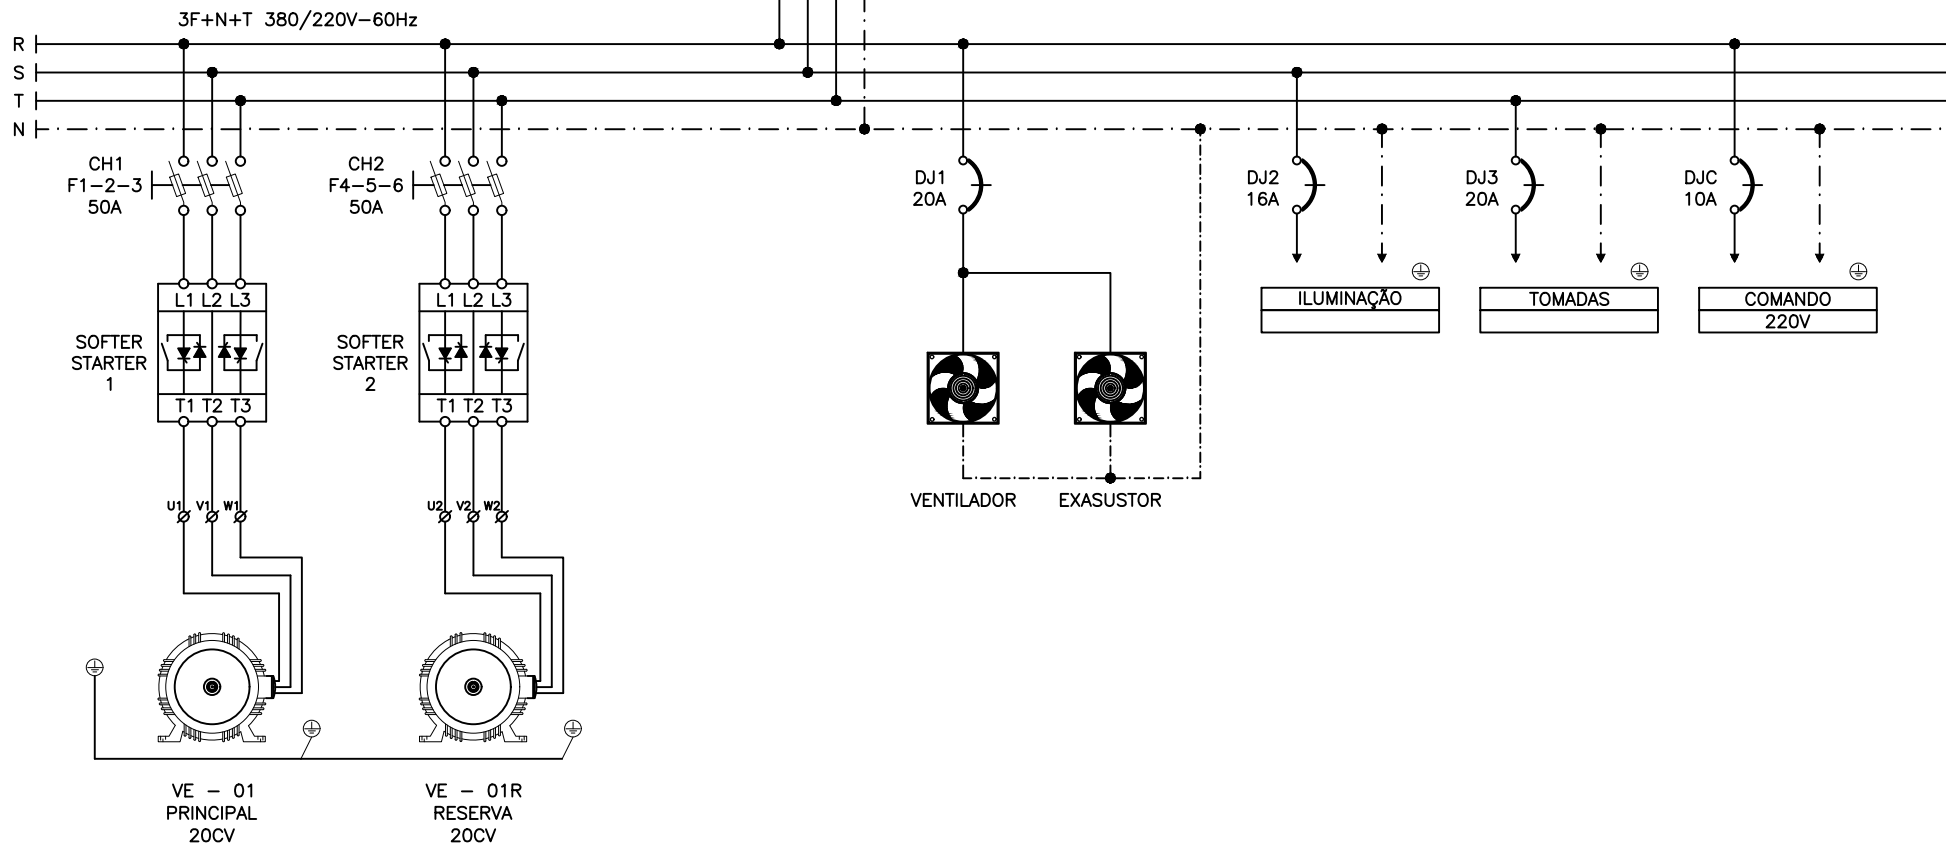 3F+N+T 380/220V-60Hz
R
S
T
N
CH1
F1-2-3
50A
CH2
F4-5-6
50A
DJ1
20A
DJ2
16A
DJ3
20A
DJC
10A
L1 L2 L3
L1 L2 L3
ILUMINAÇÃO
TOMADAS
COMANDO
220V
SOFTER
STARTER
1
SOFTER
STARTER
2
T1 T2 T3
T1 T2 T3
U1 V1 W1
U2 V2 W2
VENTILADOR
EXASUSTOR
VE - 01
PRINCIPAL
20CV
VE - 01R
RESERVA
20CV